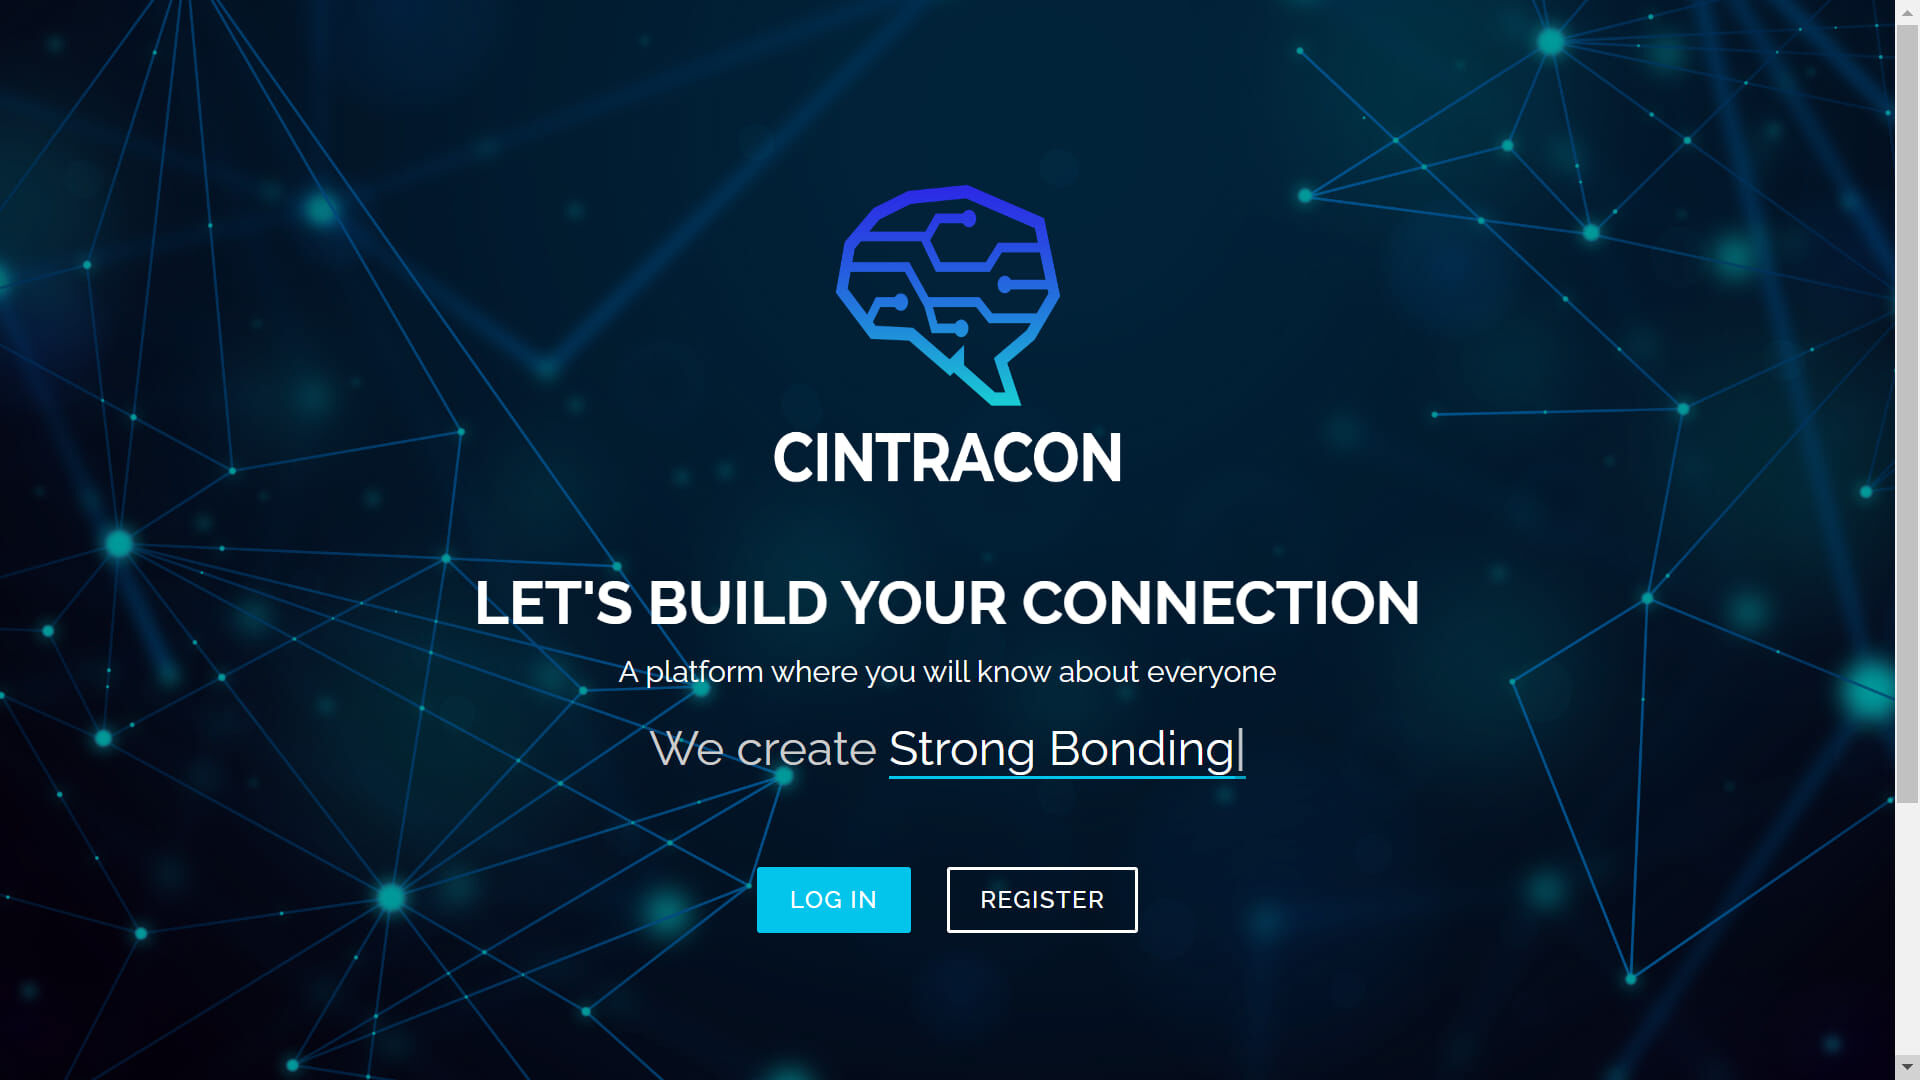 CINTRACON
LET'S BUILD YOUR CONNECTION
A platform where you will know about everyone
We create Strong Bonding|
LOG IN
REGISTER